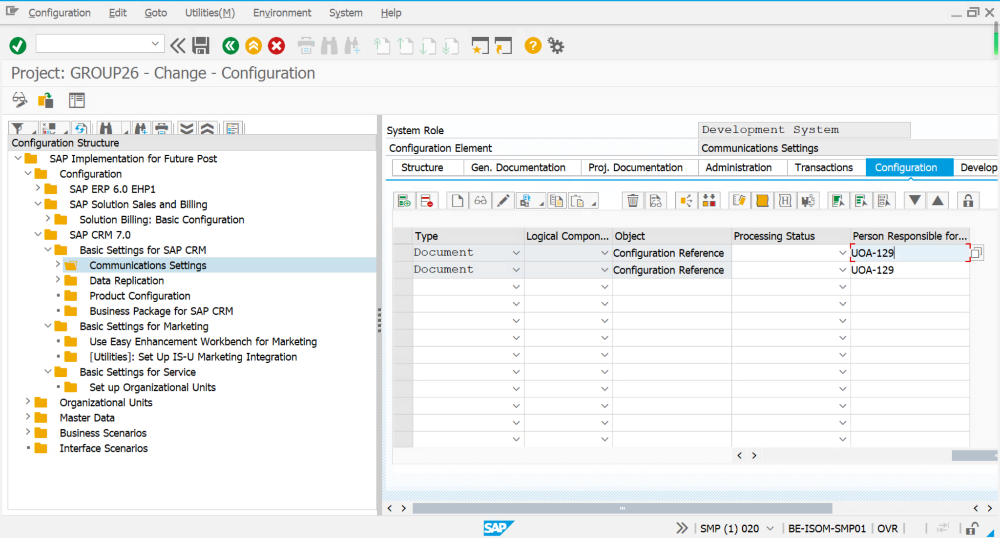 Configuration Edit Goto Utilities(M) Environment System Help
Project: GROUP26 - Change - Configuration
Configuration Structure
SAP Implementation for Future Post
Configuration
SAP ERP 6.0 EHP1
SAP Solution Sales and Billing
Solution Billing: Basic Configuration
SAP CRM 7.0
Basic Settings for SAP CRM
Communications Settings
Data Replication
Product Configuration
Business Package for SAP CRM
Basic Settings for Marketing
Use Easy Enhancement Workbench for Marketing
[Utilities]: Set Up IS-U Marketing Integration
Basic Settings for Service
Set up Organizational Units
Organizational Units
Master Data
Business Scenarios
Interface Scenarios
System Role Development System
Configuration Element Communications Settings
Structure Gen. Documentation Proj. Documentation Administration Transactions Configuration Develop
Type Logical Compon... Object Processing Status Person Responsible for...
Document Configuration Reference UOA-129
Document Configuration Reference UOA-129
SAP SMP (1) 020 BE-ISOM-SMP01 OVR